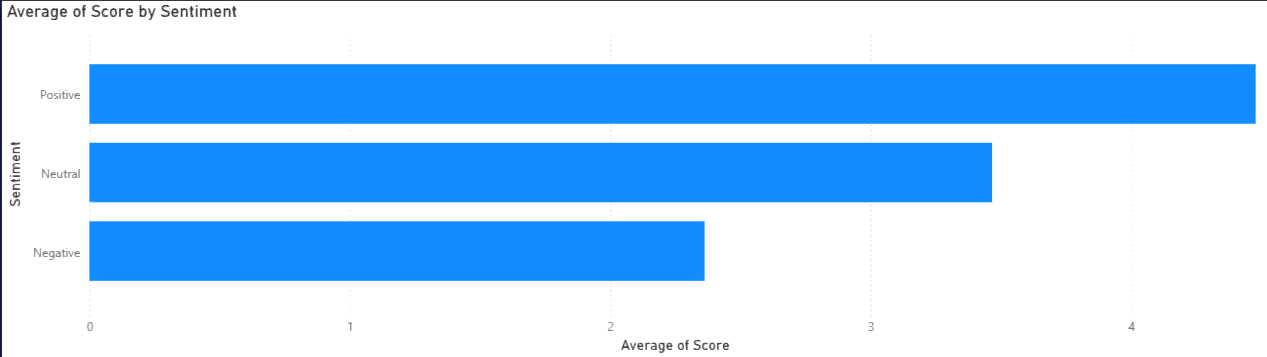 Average of Score by Sentiment
Sentiment
Positive
Neutral
Negative
0 1 2 3 4
Average of Score